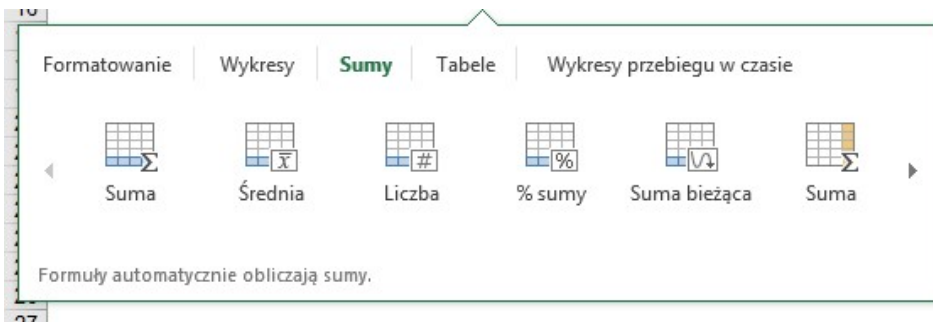 Formatowanie Wykresy Sumy Tabele Wykresy przebiegu w czasie
Suma Średnia Liczba % sumy Suma bieżąca Suma
Formuły automatycznie obliczają sumy.